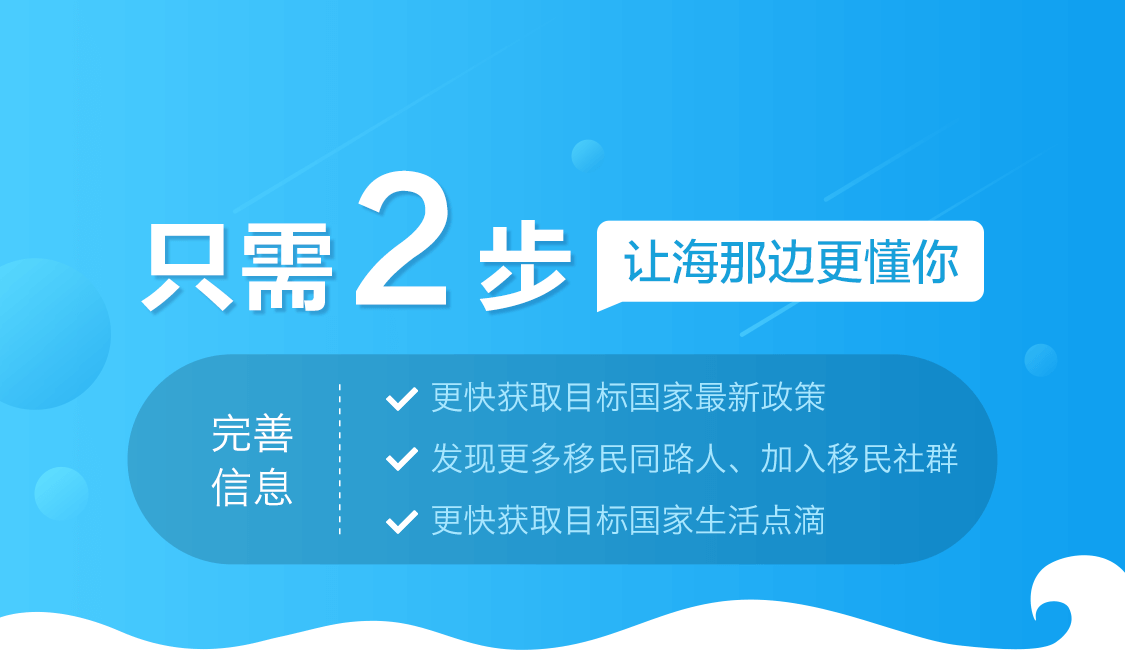 只需2步 让海那边更懂你
完善
信息
更快获取目标国家最新政策
发现更多移民同路人、加入移民社群
更快获取目标国家生活点滴